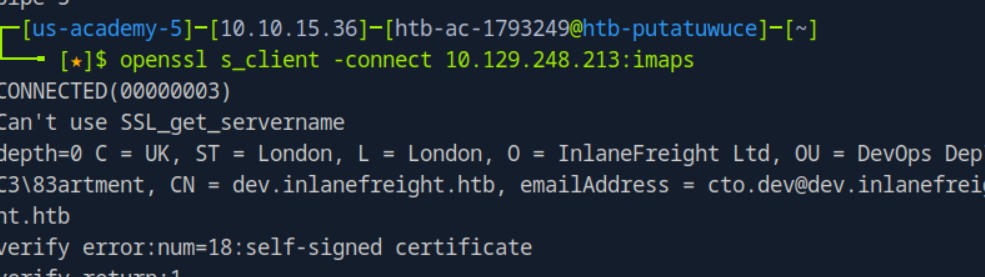 pipe 3
[us-academy-5]─[10.10.15.36]─[htb-ac-1793249@htb-putatuwuce]─[~]
[★]$ openssl s_client -connect 10.129.248.213:imaps
CONNECTED(00000003)
Can't use SSL_get_servername
depth=0 C = UK, ST = London, L = London, O = InlaneFreight Ltd, OU = DevOps Dep
C3\83artment, CN = dev.inlanefreight.htb, emailAddress = cto.dev@dev.inlanefrei
ht.htb
verify error:num=18:self-signed certificate
verify return:1